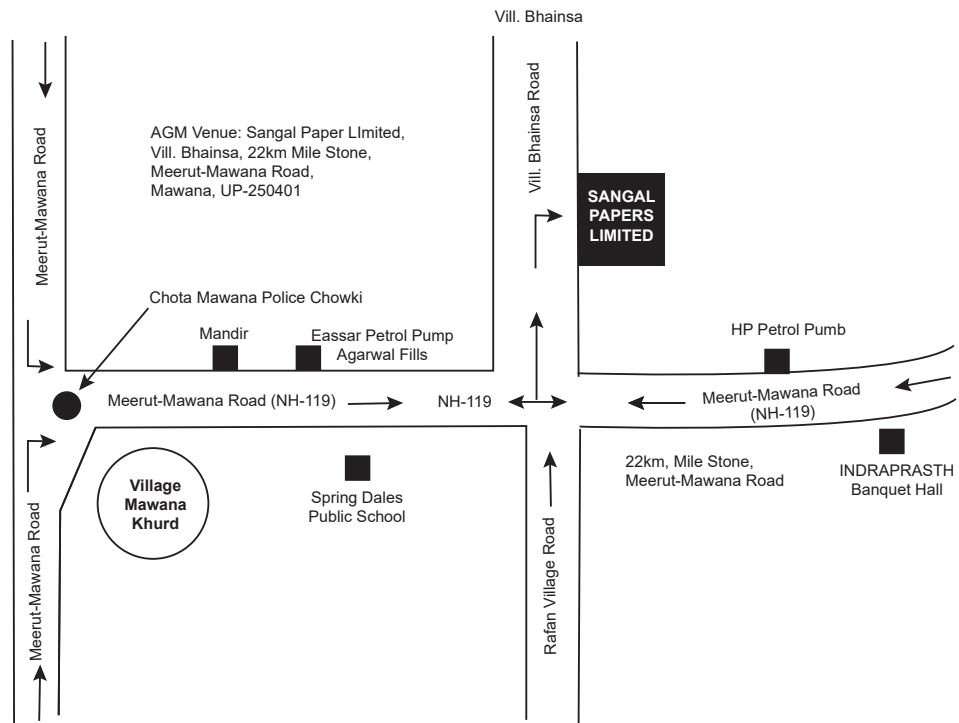 Vill. Bhainsa
Meerut-Mawana Road
AGM Venue: Sangal Paper LImited,
Vill. Bhainsa, 22km Mile Stone,
Meerut-Mawana Road,
Mawana, UP-250401
Vill. Bhainsa Road
SANGAL
PAPERS
LIMITED
Chota Mawana Police Chowki
Mandir
Eassar Petrol Pump
Agarwal Fills
HP Petrol Pumb
Meerut-Mawana Road (NH-119)
NH-119
Meerut-Mawana Road
(NH-119)
Village
Mawana
Khurd
Spring Dales
Public School
22km, Mile Stone,
Meerut-Mawana Road
INDRAPRASTH
Banquet Hall
Meerut-Mawana Road
Rafan Village Road